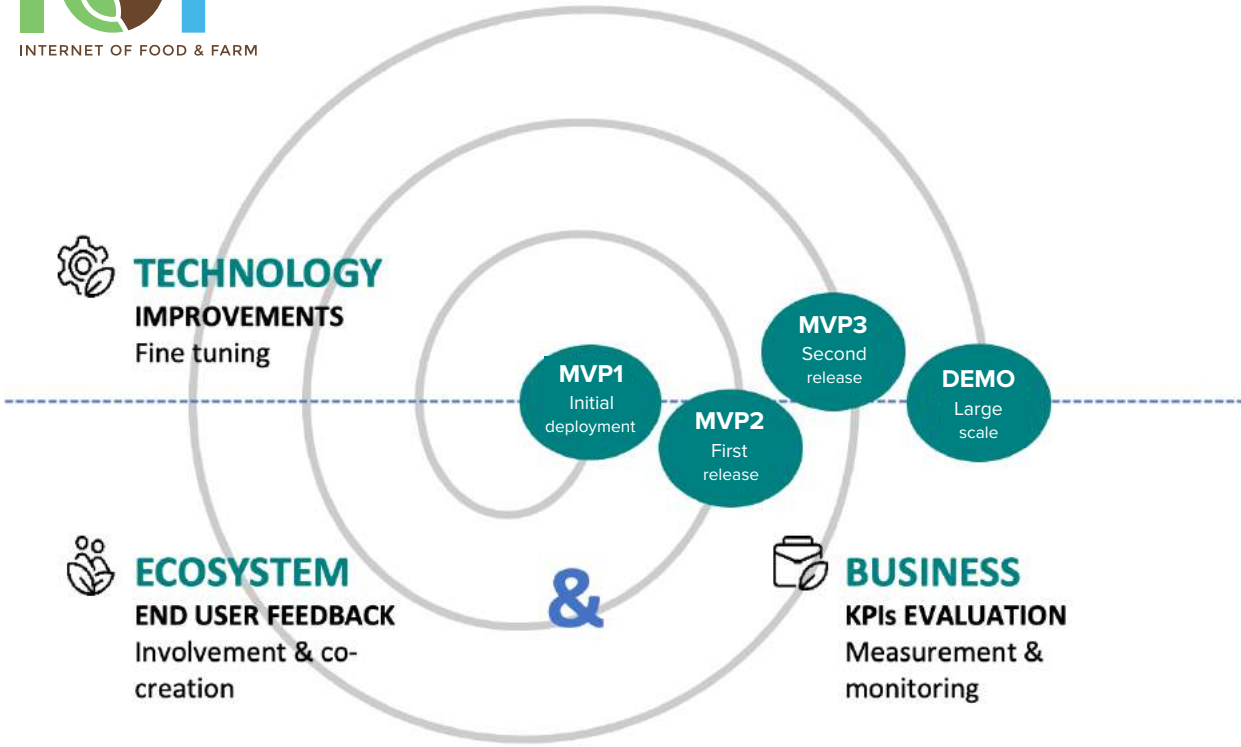 INTERNET OF FOOD & FARM
TECHNOLOGY
IMPROVEMENTS
Fine tuning
MVP1
Initial
deployment
MVP2
First
release
MVP3
Second
release
DEMO
Large
scale
ECOSYSTEM
END USER FEEDBACK
Involvement & co-
creation
&
BUSINESS
KPIs EVALUATION
Measurement &
monitoring